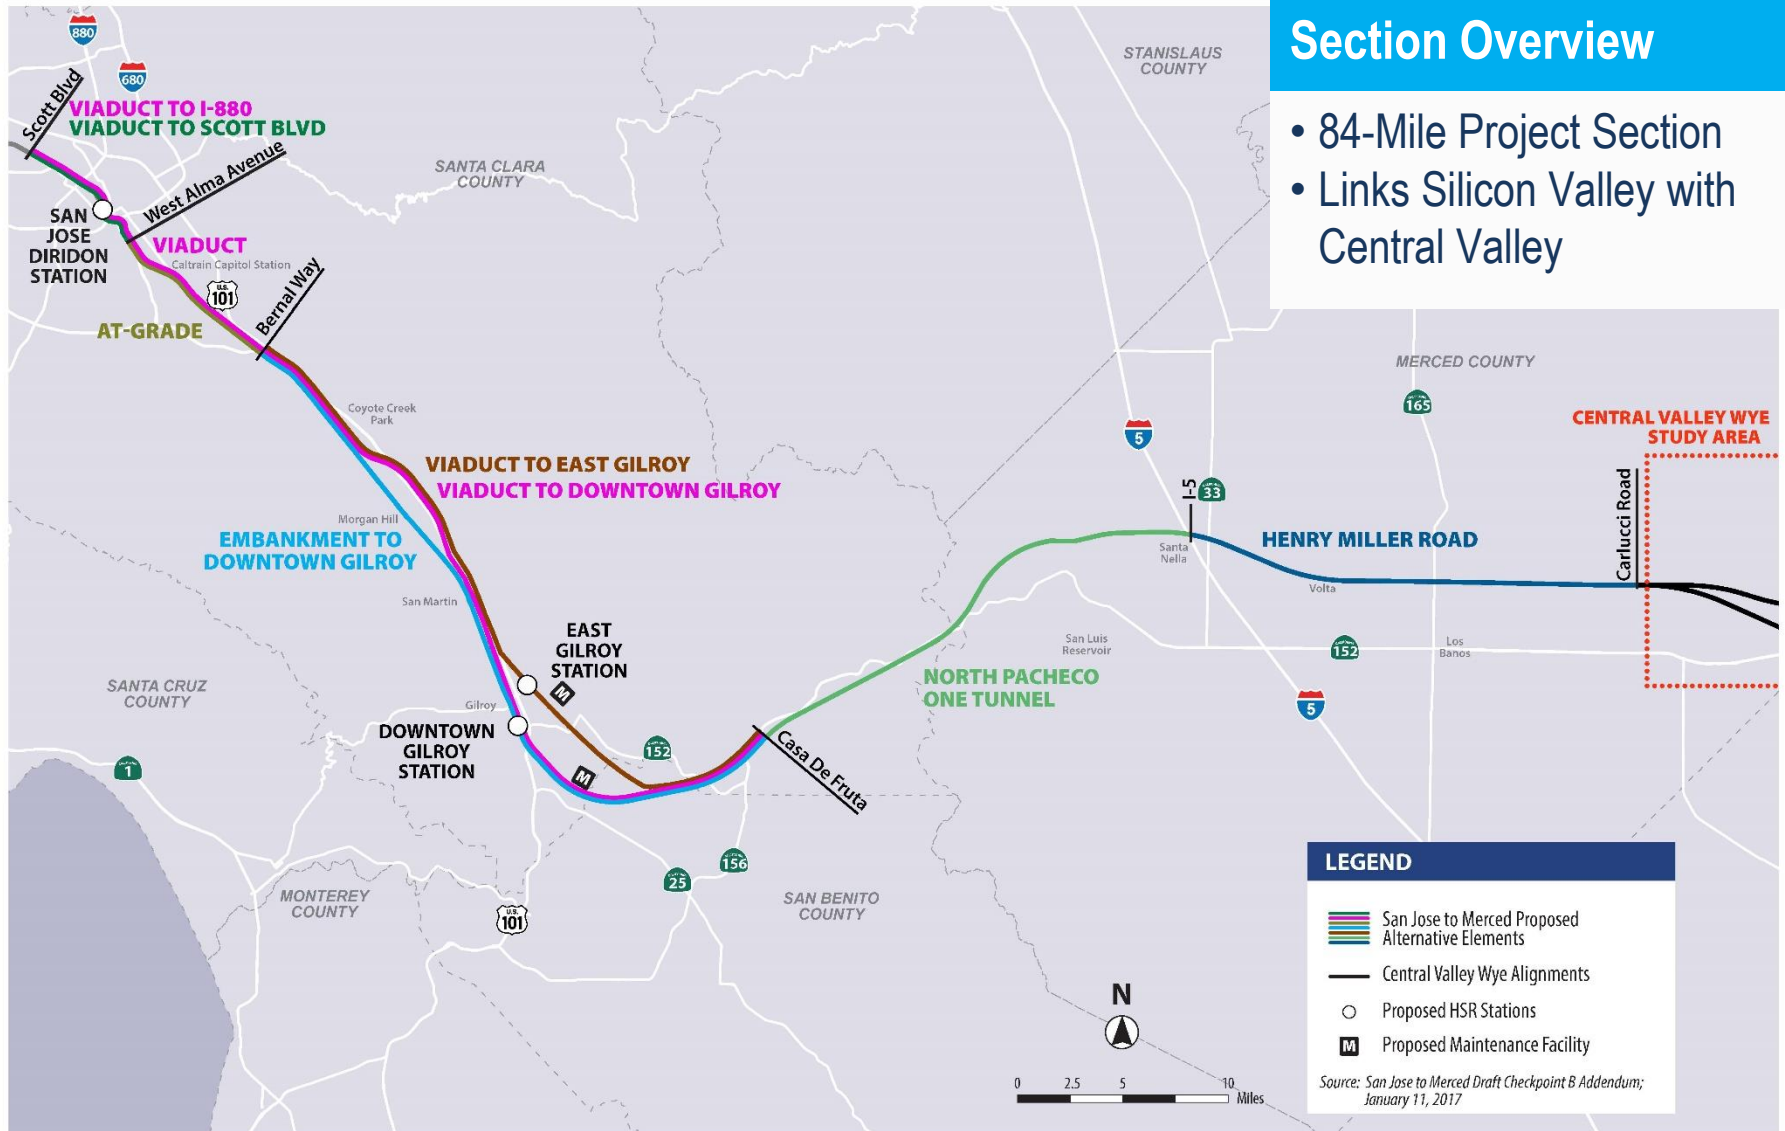 Section Overview
• 84-Mile Project Section
• Links Silicon Valley with
Central Valley
880
680
Scott Blvd
VIADUCT TO I-880
VIADUCT TO SCOTT BLVD
West Alma Avenue
SAN
JOSE
DIRIDON
STATION
VIADUCT
Caltrain Capitol Station
U.S.
101
Bernal Way
AT-GRADE
STANISLAUS
COUNTY
SANTA CLARA
COUNTY
MERCED COUNTY
165
5
CENTRAL VALLEY WYE
STUDY AREA
Coyote Creek
Park
VIADUCT TO EAST GILROY
VIADUCT TO DOWNTOWN GILROY
Morgan Hill
EMBANKMENT TO
DOWNTOWN GILROY
San Martin
I-5
33
Santa
Nella
HENRY MILLER ROAD
Volta
Carlucci Road
EAST
GILROY
STATION
M
San Luis
Reservoir
152
Los
Banos
NORTH PACHECO
ONE TUNNEL
5
SANTA CRUZ
COUNTY
Gilroy
DOWNTOWN
GILROY
STATION
M
152
Casa De Fruta
1
156
25
MONTEREY
COUNTY
U.S.
101
SAN BENITO
COUNTY
N
0 2.5 5 10
Miles
LEGEND
San Jose to Merced Proposed
Alternative Elements
Central Valley Wye Alignments
Proposed HSR Stations
M Proposed Maintenance Facility
Source: San Jose to Merced Draft Checkpoint B Addendum;
January 11, 2017